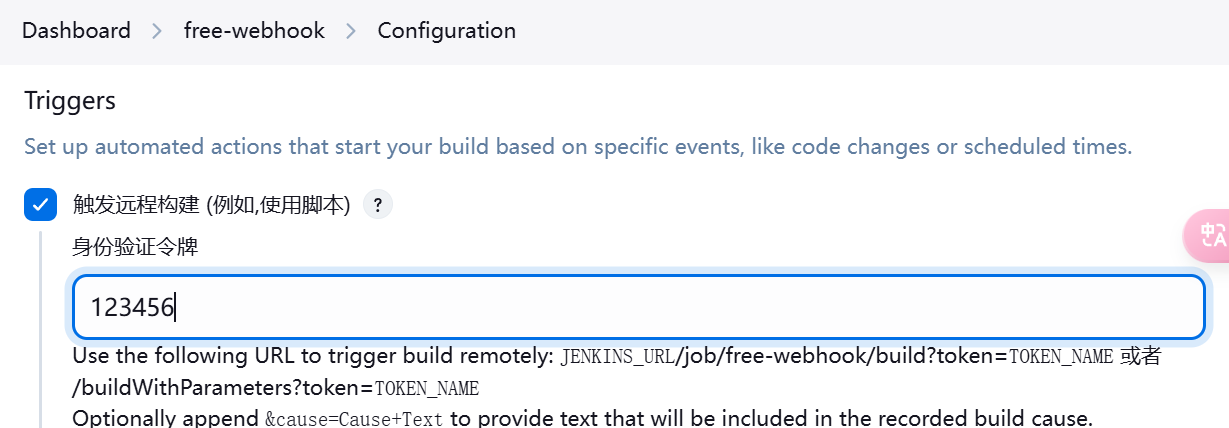 Dashboard > free-webhook > Configuration
Triggers
Set up automated actions that start your build based on specific events, like code changes or scheduled times.
触发远程构建 (例如,使用脚本) ?
身份验证令牌
123456
Use the following URL to trigger build remotely: JENKINS_URL/job/free-webhook/build?token=TOKEN_NAME 或者
/buildWithParameters?token=TOKEN_NAME
Optionally append &cause=Cause+Text to provide text that will be included in the recorded build cause.
中A